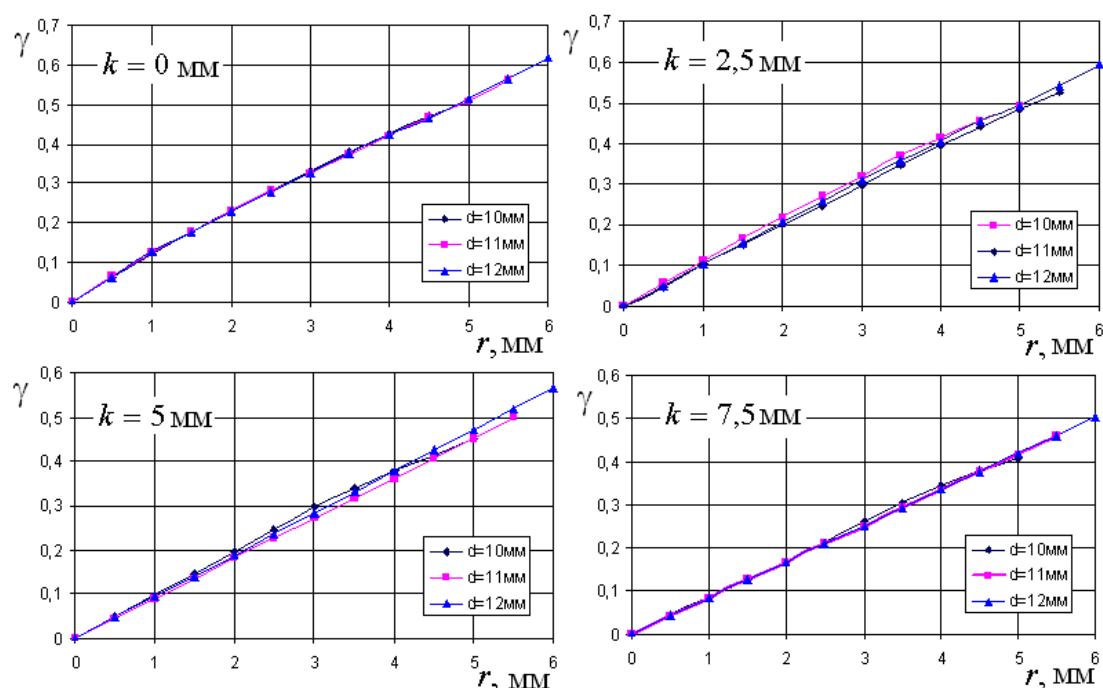 γ
k = 0 мм
0,7
0,6
0,5
0,4
0,3
0,2
0,1
0
0 1 2 3 4 5 6
r, мм
d=10мм
d=11мм
d=12мм
γ
k = 2,5 мм
0,7
0,6
0,5
0,4
0,3
0,2
0,1
0
0 1 2 3 4 5 6
r, мм
d=10мм
d=11мм
d=12мм
γ
k = 5 мм
0,6
0,5
0,4
0,3
0,2
0,1
0
0 1 2 3 4 5 6
r, мм
d=10мм
d=11мм
d=12мм
γ
k = 7,5 мм
0,6
0,5
0,4
0,3
0,2
0,1
0
0 1 2 3 4 5 6
r, мм
d=10мм
d=11мм
d=12мм